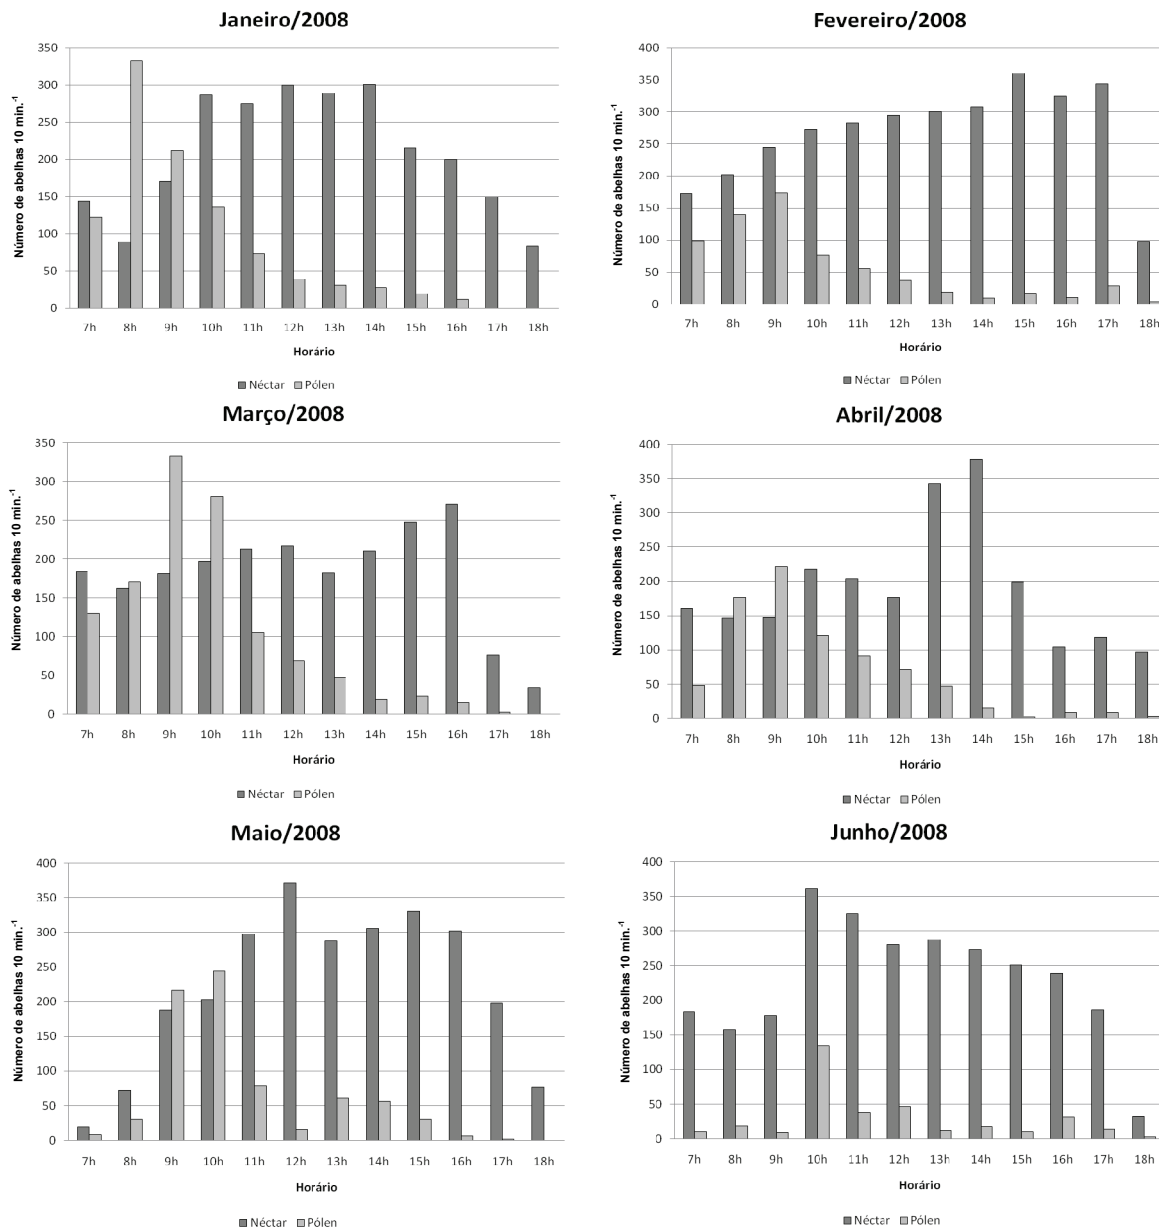 Janeiro/2008
Número de abelhas 10 min.⁻¹
350
300
250
200
150
100
50
0
7h 8h 9h 10h 11h 12h 13h 14h 15h 16h 17h 18h
Horário
Néctar Pólen
Fevereiro/2008
Número de abelhas 10 min.⁻¹
400
350
300
250
200
150
100
50
0
7h 8h 9h 10h 11h 12h 13h 14h 15h 16h 17h 18h
Horário
Néctar Pólen
Março/2008
Número de abelhas 10 min.⁻¹
350
300
250
200
150
100
50
0
7h 8h 9h 10h 11h 12h 13h 14h 15h 16h 17h 18h
Horário
Néctar Pólen
Abril/2008
Número de abelhas 10 min.⁻¹
400
350
300
250
200
150
100
50
0
7h 8h 9h 10h 11h 12h 13h 14h 15h 16h 17h 18h
Horário
Néctar Pólen
Maio/2008
Número de abelhas 10 min.⁻¹
400
350
300
250
200
150
100
50
0
7h 8h 9h 10h 11h 12h 13h 14h 15h 16h 17h 18h
Horário
Néctar Pólen
Junho/2008
Número de abelhas 10 min.⁻¹
400
350
300
250
200
150
100
50
0
7h 8h 9h 10h 11h 12h 13h 14h 15h 16h 17h 18h
Horário
Néctar Pólen